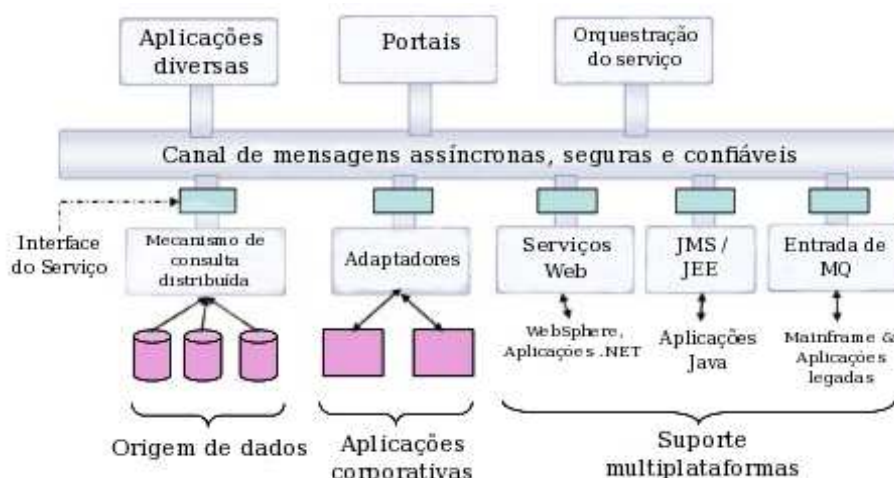 Aplicações
diversas
Portais
Orquestração
do serviço
Canal de mensagens assíncronas, seguras e confiáveis
Interface
do Serviço
Mecanismo de
consulta
distribuída
Adaptadores
Serviços
Web
JMS /
JEE
Entrada de
MQ
WebSphere,
Aplicações .NET
Aplicações
Java
Mainframe &
Aplicações
legadas
Origem de dados
Aplicações
corporativas
Suporte
multiplataformas